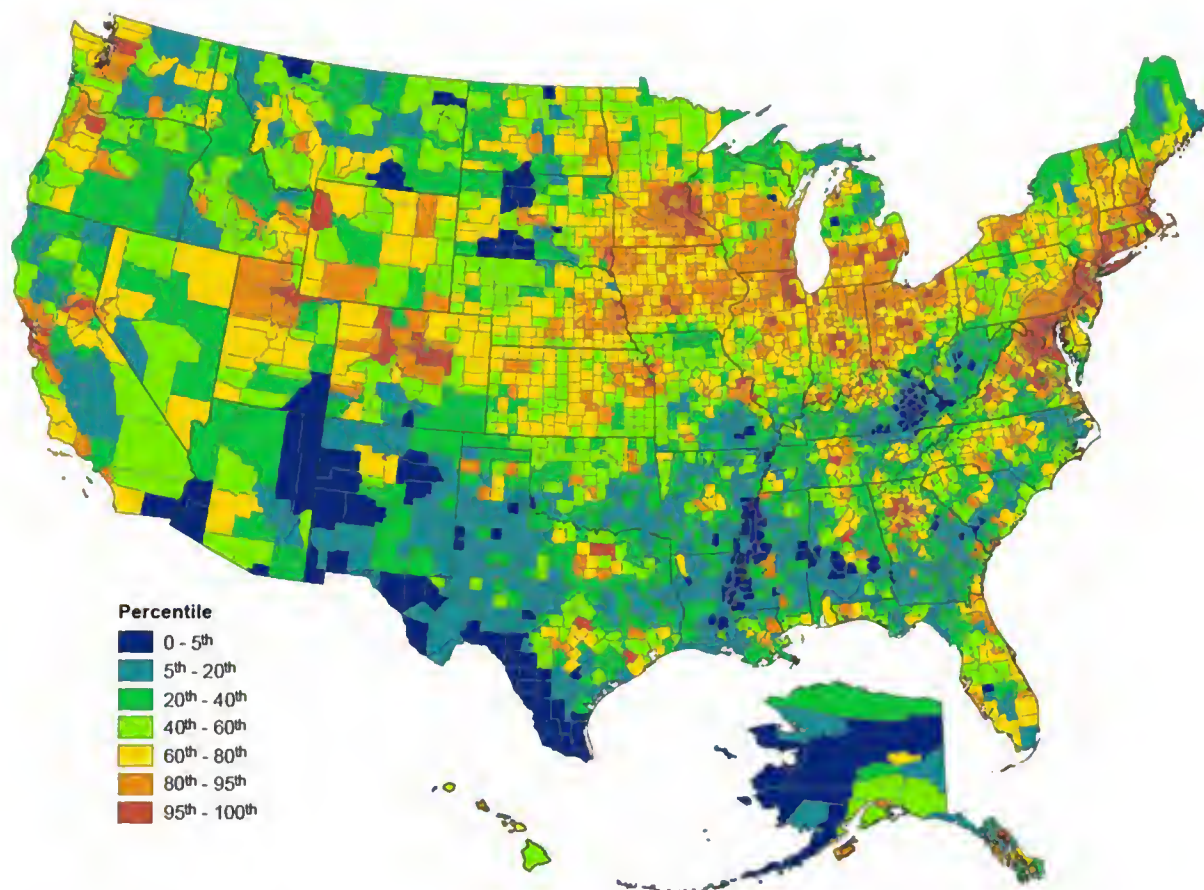 Percentile
0 - 5th
5th - 20th
20th - 40th
40th - 60th
60th - 80th
80th - 95th
95th - 100th